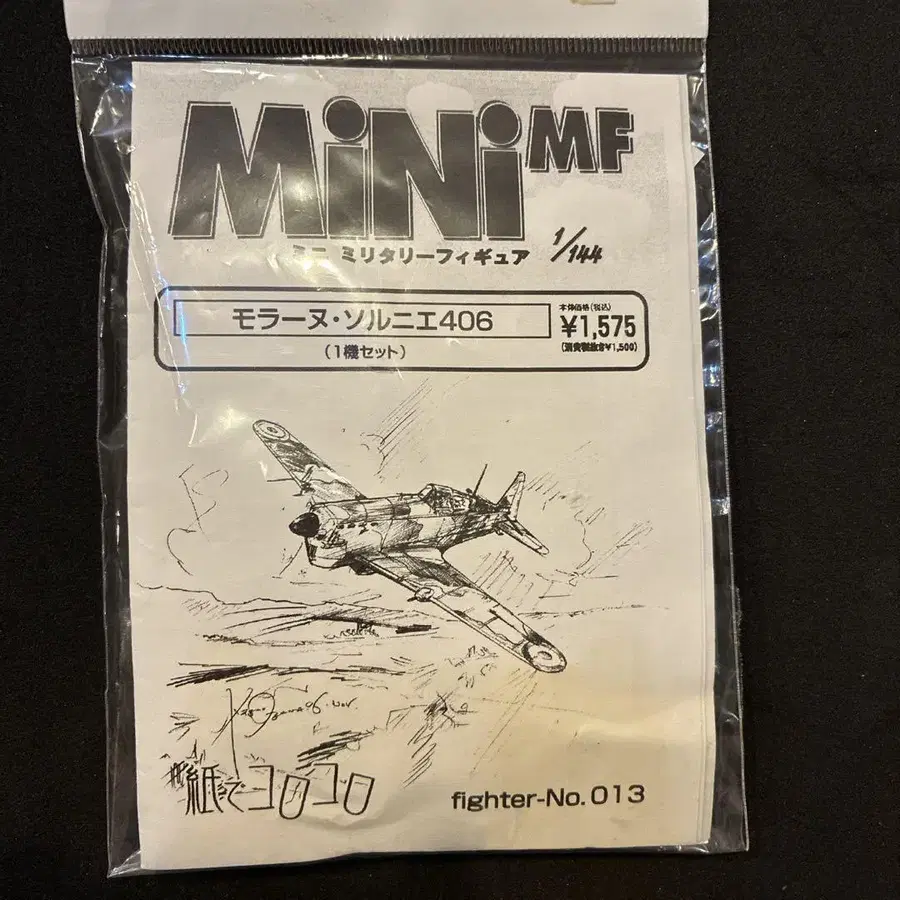 MiNi MF
ミニ ミリタリーフィギュア 1/144
モラーヌ・ソルニエ406
(1機セット)
本体価格(税込)
¥1,575
(消費税抜き¥1,500)
紙でコロコロ
fighter-No.013